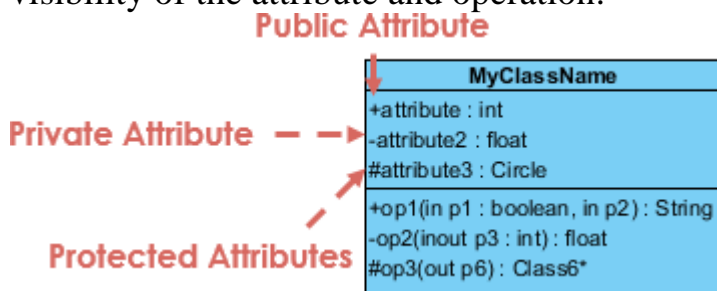 visibility of the attribute and operation.
Public Attribute
MyClassName
+attribute : int
Private Attribute
-attribute2 : float
#attribute3 : Circle
+op1(in p1 : boolean, in p2) : String
-op2(inout p3 : int) : float
Protected Attributes
#op3(out p6) : Class6*